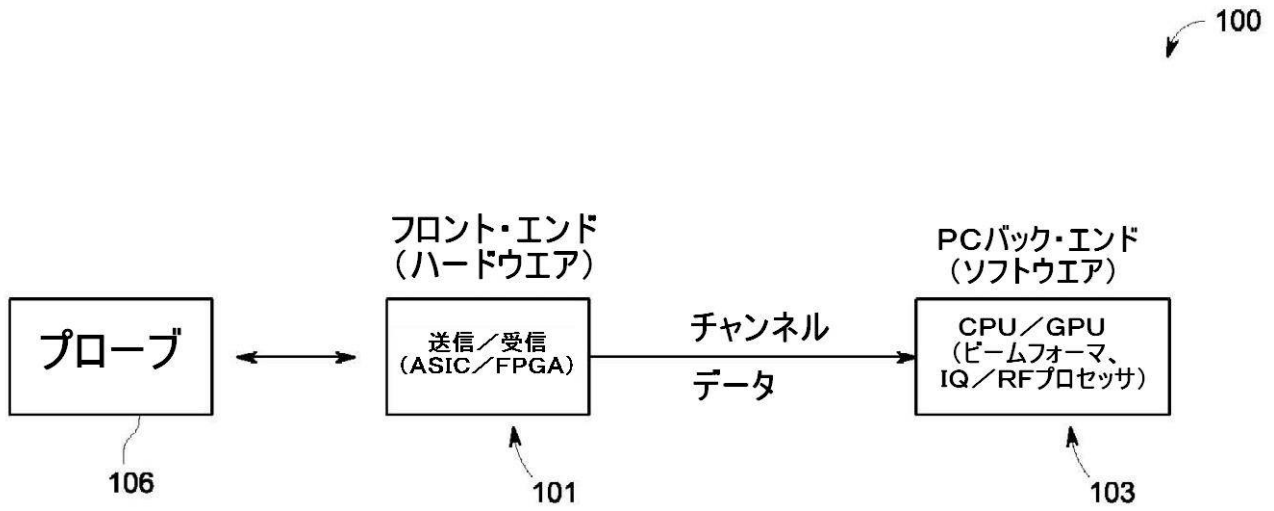 100
フロント・エンド
（ハードウエア）
PCバック・エンド
（ソフトウエア）
プローブ
送信／受信
(ASIC／FPGA)
チャンネル
データ
CPU／GPU
（ビームフォーマ、
IQ／RFプロセッサ）
106
101
103